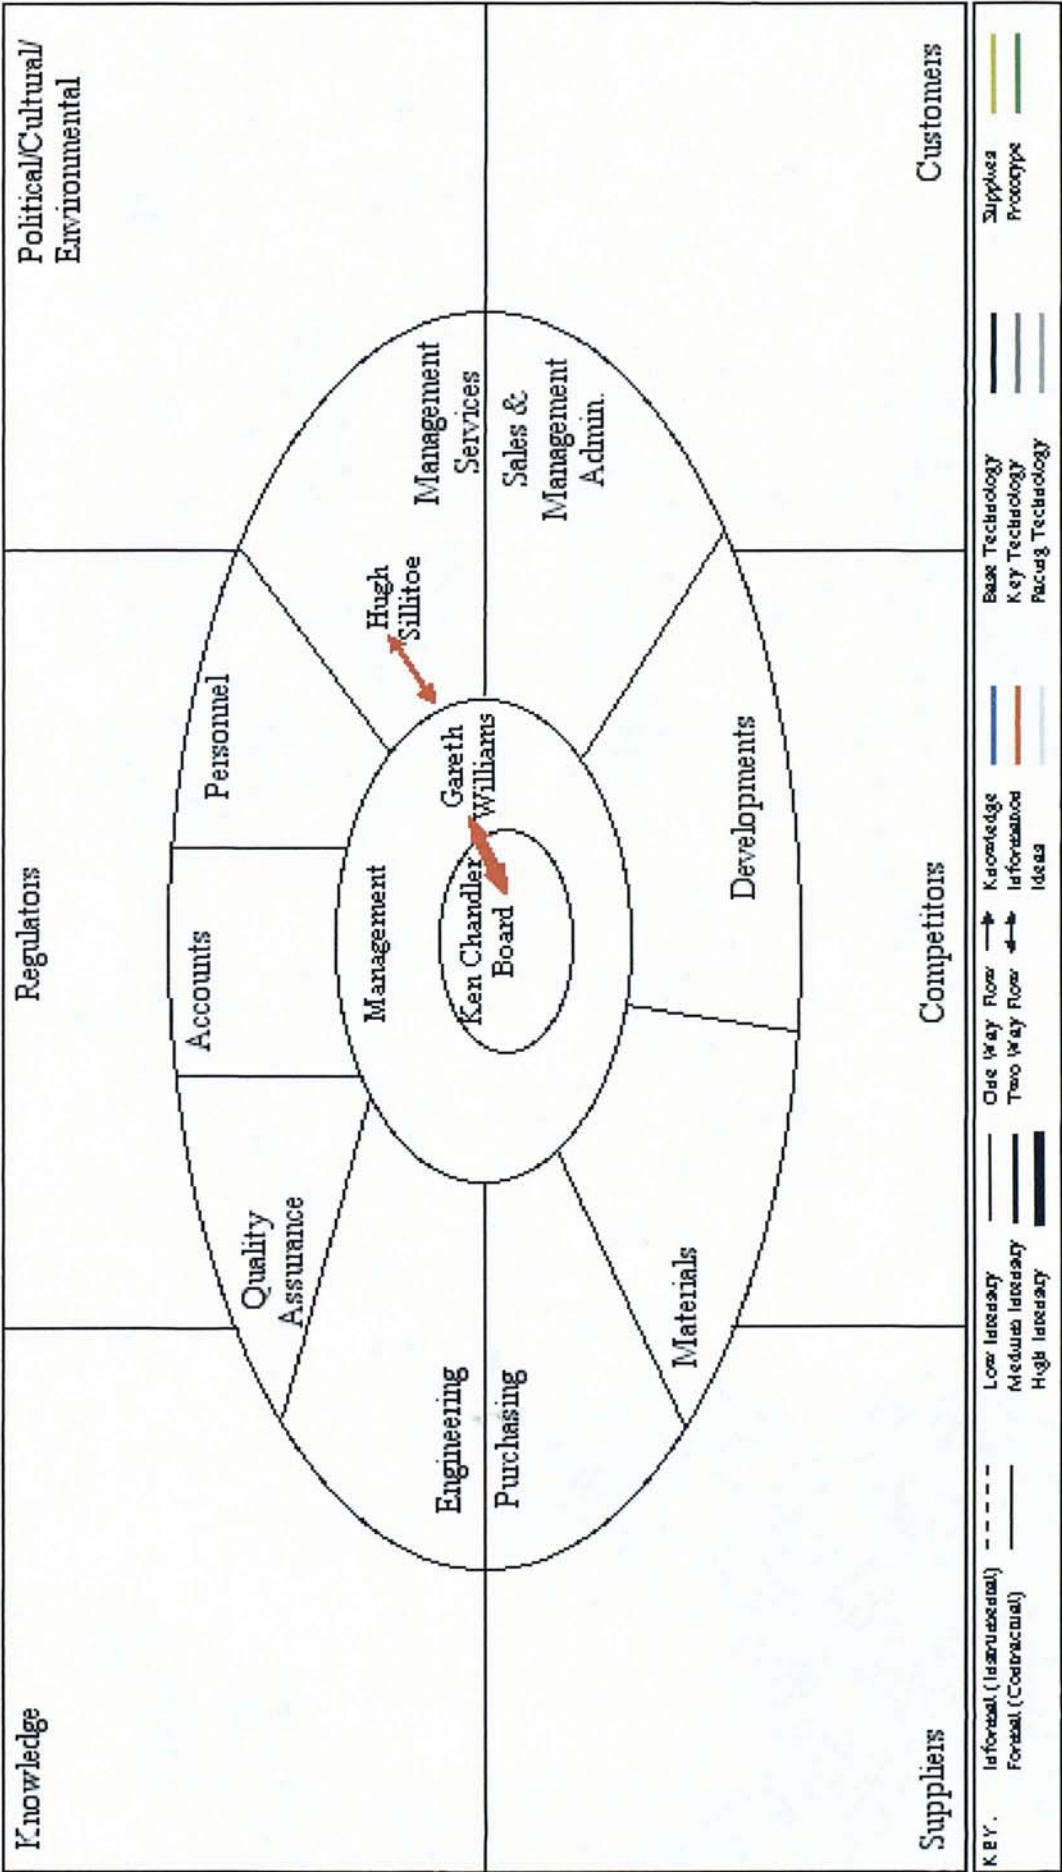 Knowledge
Regulators
Political/Cultural/
Environmental
Quality
Assurance
Accounts
Personnel
Management
Services
Hugh
Sillitoe
Management
Gareth
Williams
Ken Chandler
Board
Engineering
Purchasing
Sales &
Management
Admin.
Materials
Developments
Suppliers
Competitors
Customers
KEY:
Informal (Instrumental)
Formal (Contractual)
Low Intensity
Medium Intensity
High Intensity
One Way Flow
Two Way Flow
Knowledge
Information
Ideas
Base Technology
Key Technology
Pacing Technology
Supplies
Prototype